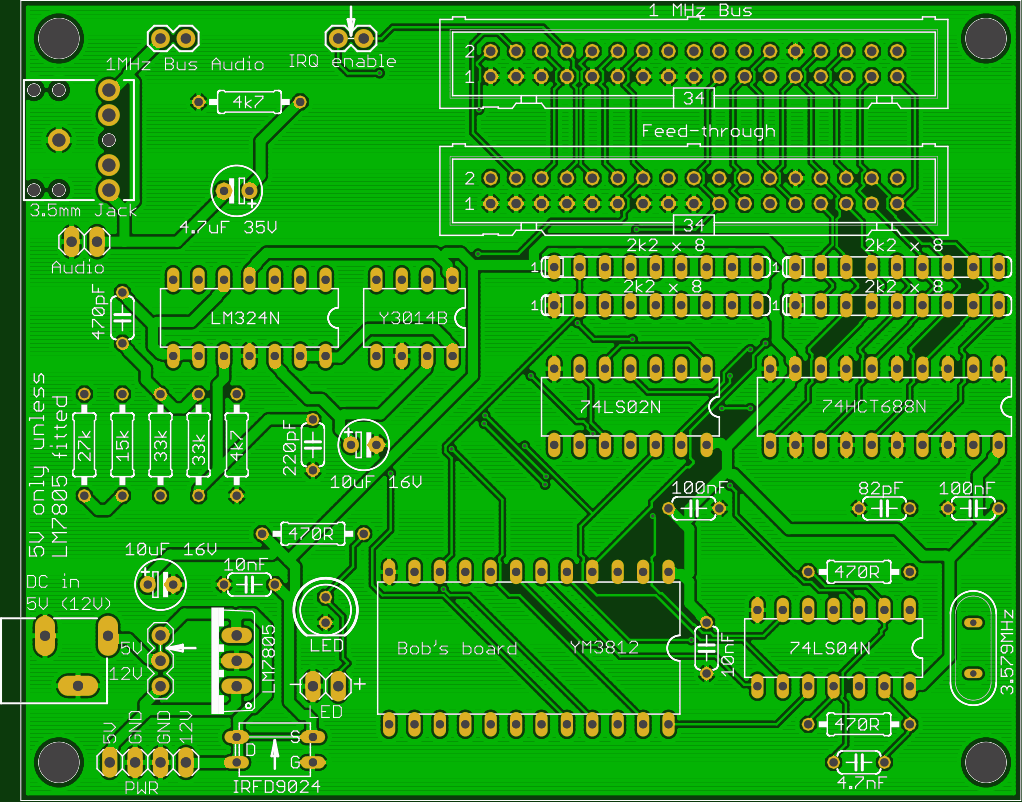 1 MHz Bus
1MHz Bus Audio
IRQ enable
2
1
34
4k7
Feed-through
2
1
34
3.5mm Jack
4.7uF 35V
+
Audio
2k2 x 8
2k2 x 8
1
1
2k2 x 8
2k2 x 8
1
1
470pF
LM324N
Y3014B
74LS02N
74HCT688N
5V only unless
LM7805 fitted
27k
15k
33k
33k
4k7
220pF
+
10uF 16V
100nF
82pF
100nF
470R
10uF 16V
+
10nF
470R
DC in
5V (12V)
LED
Bob's board
YM3812
10nF
74LS04N
3.579MHz
5V
12V
LM7805
- +
LED
5V
GND
GND
12V
PWR
D
S
G
IRFD9024
470R
4.7nF